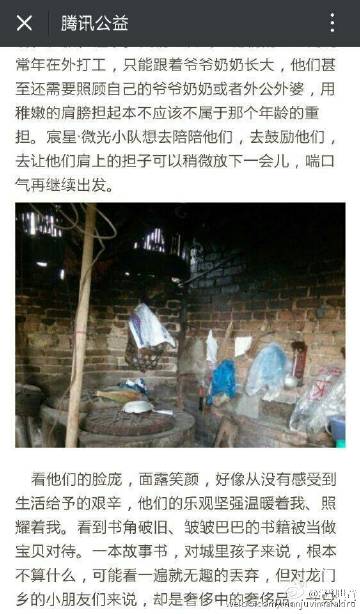 腾讯公益
常年在外打工，只能跟着爷爷奶奶长大，他们甚
至还需要照顾自己的爷爷奶奶或者外公外婆，用
稚嫩的肩膀担起本不应该不属于那个年龄的重
担。宸星·微光小队想去陪陪他们，去鼓励他们，
去让他们肩上的担子可以稍微放下一会儿，喘口
气再继续出发。
看他们的脸庞，面露笑颜，好像从没有感受到
生活给予的艰辛，他们的乐观坚强温暖着我、照
耀着我。看到书角破旧、皱皱巴巴的书籍被当做
宝贝对待。一本故事书，对城里孩子来说，根本
不算什么，可能看一遍就无趣的丢弃，但对龙门
乡的小朋友们来说，却是奢侈中的奢侈品